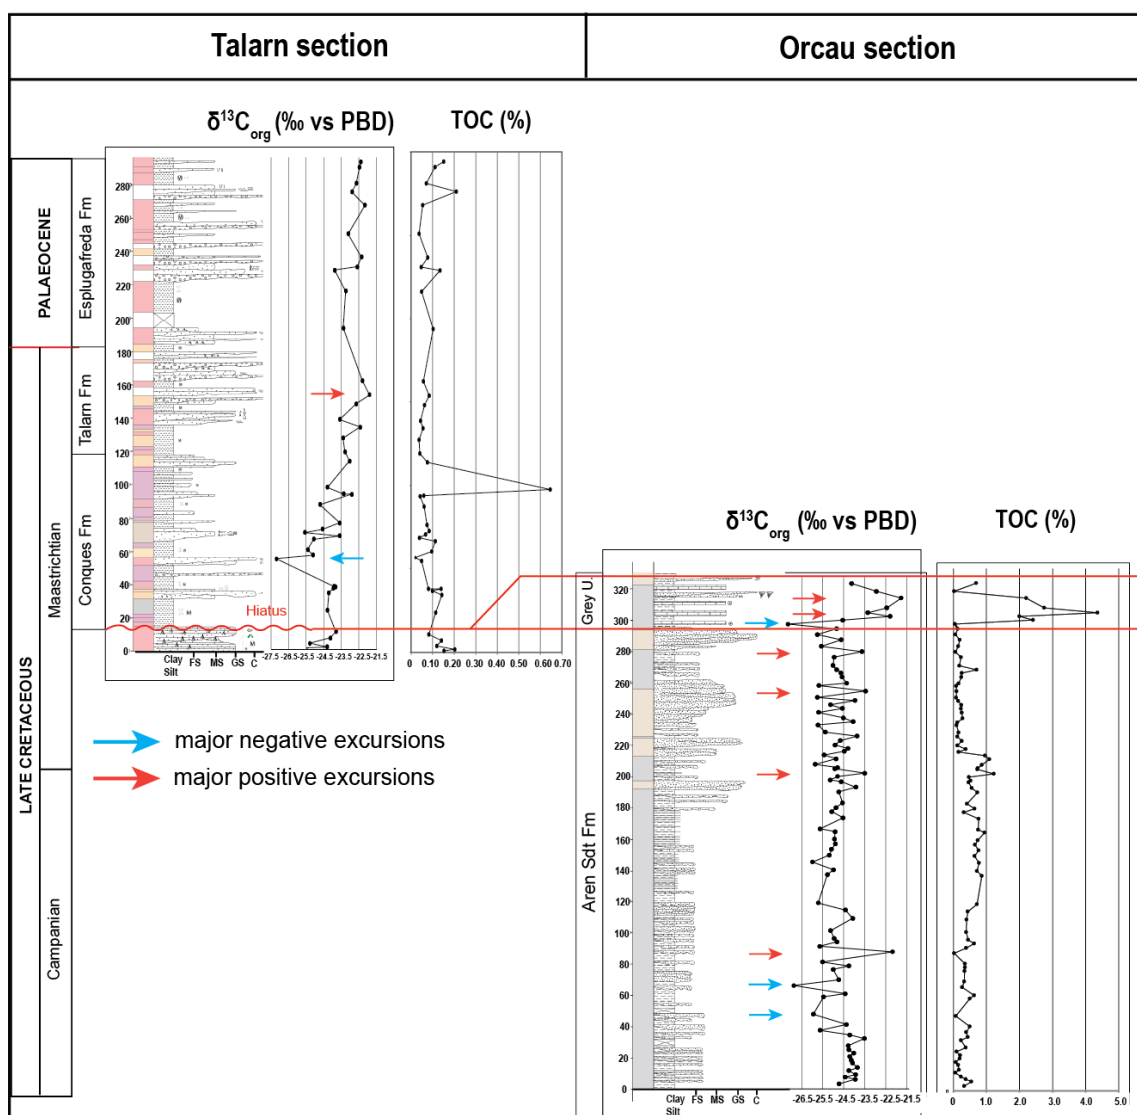 Talarn section
Orcau section
δ¹³Corg (‰ vs PBD)
TOC (%)
PALAEOCENE
LATE CRETACEOUS
Maastrichtian
Campanian
Esplugafreda Fm
Talarn Fm
Conques Fm
280
260
240
220
200
180
160
140
120
100
80
60
40
20
0
Hiatus
Clay FS MS GS C
Silt
-27.5 -26.5 -25.5 -24.5 -23.5 -22.5 -21.5
0 0.10 0.20 0.30 0.40 0.50 0.60 0.70
major negative excursions
major positive excursions
δ¹³Corg (‰ vs PBD)
TOC (%)
Grey U.
Aren Sdt Fm
320
300
280
260
240
220
200
180
160
140
120
100
80
60
40
20
0
Clay FS MS GS C
Silt
-26.5 -25.5 -24.5 -23.5 -22.5 -21.5
0 1.0 2.0 3.0 4.0 5.0